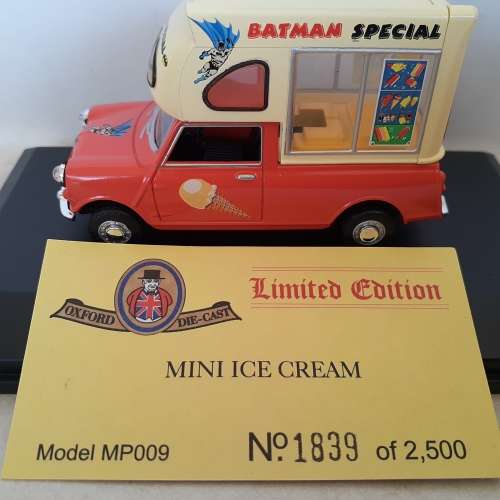 BATMAN SPECIAL
OXFORD DIE-CAST
Limited Edition
MINI ICE CREAM
Model MP009
No. 1839 of 2,500